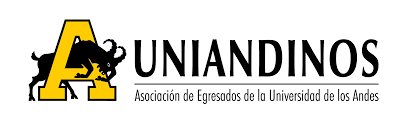 A UNIANDINOS
Asociación de Egresados de la Universidad de los Andes